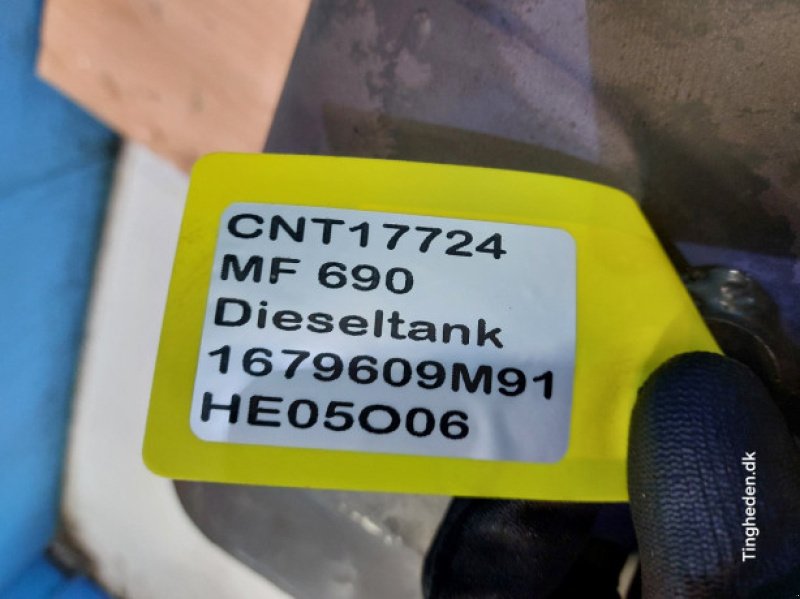 CNT17724
MF 690
Dieseltank
1679609M91
HE05O06
Tingheden.dk